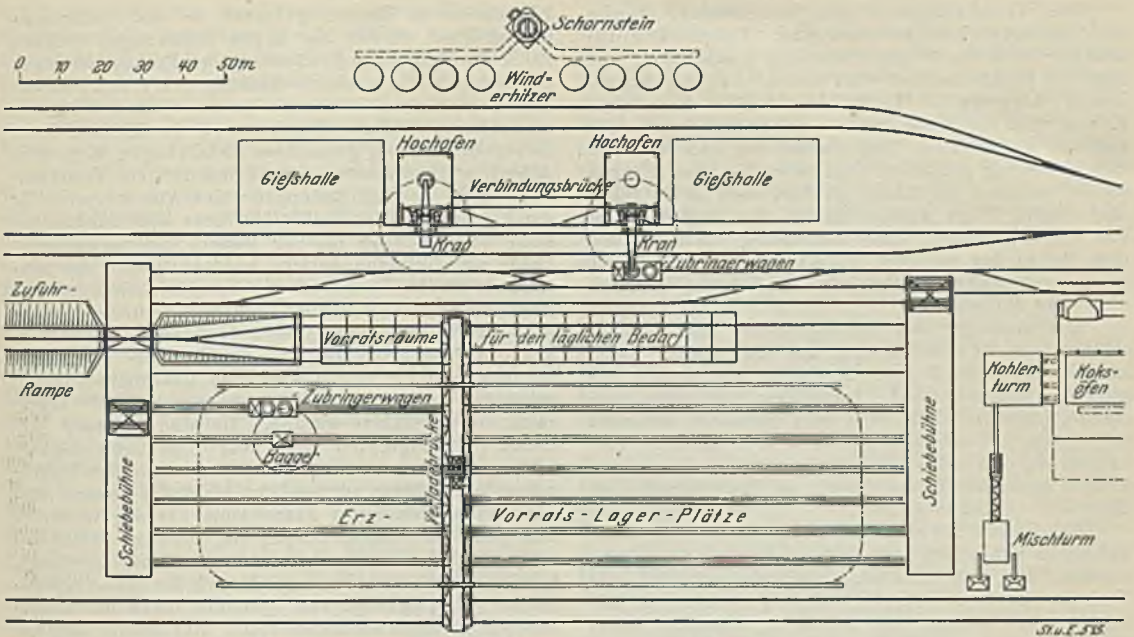 Schornstein
0 10 20 30 40 50m
Wind-
erhitzer
Hochofen
Hochofen
Gießhalle
Verbindungsbrücke
Gießhalle
Kran
Kran
Zubringerwagen
Zufuhr-
Vorratsräume
für den täglichen Bedarf
Rampe
Zubringerwagen
Bagger
Verladebrücke
Erz-
Vorrats-Lager-Plätze
Schiebebühne
Schiebebühne
Kohlen-
turm
Koks-
öfen
Mischturm
St.u.E. 535